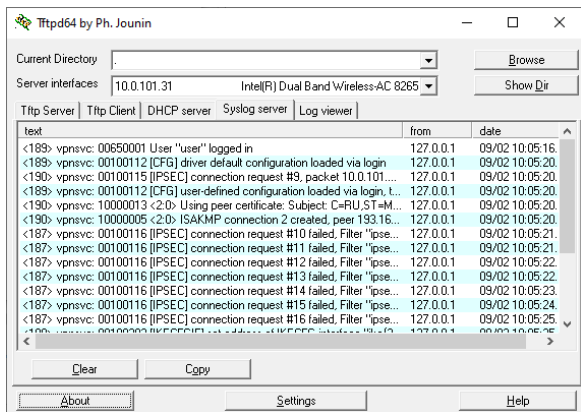 Tftpd64 by Ph. Jounin
Current Directory .
Browse
Server interfaces 10.0.101.31 Intel(R) Dual Band Wireless-AC 8265
Show Dir
Tftp Server Tftp Client DHCP server Syslog server Log viewer
text from date
<189> vpnsvc: 00650001 User "user" logged in 127.0.0.1 09/02 10:05:16.
<189> vpnsvc: 00100112 [CFG] driver default configuration loaded via login 127.0.0.1 09/02 10:05:20.
<190> vpnsvc: 00100115 [IPSEC] connection request #9, packet 10.0.101.... 127.0.0.1 09/02 10:05:20.
<189> vpnsvc: 00100112 [CFG] user-defined configuration loaded via login, t... 127.0.0.1 09/02 10:05:20.
<190> vpnsvc: 10000013 <2:0> Using peer certificate: Subject: C=RU,ST=M... 127.0.0.1 09/02 10:05:20.
<190> vpnsvc: 10000005 <2:0> ISAKMP connection 2 created, peer 193.16... 127.0.0.1 09/02 10:05:20.
<187> vpnsvc: 00100116 [IPSEC] connection request #10 failed, Filter "ipse... 127.0.0.1 09/02 10:05:21.
<187> vpnsvc: 00100116 [IPSEC] connection request #11 failed, Filter "ipse... 127.0.0.1 09/02 10:05:21.
<187> vpnsvc: 00100116 [IPSEC] connection request #12 failed, Filter "ipse... 127.0.0.1 09/02 10:05:22.
<187> vpnsvc: 00100116 [IPSEC] connection request #13 failed, Filter "ipse... 127.0.0.1 09/02 10:05:22.
<187> vpnsvc: 00100116 [IPSEC] connection request #14 failed, Filter "ipse... 127.0.0.1 09/02 10:05:23.
<187> vpnsvc: 00100116 [IPSEC] connection request #15 failed, Filter "ipse... 127.0.0.1 09/02 10:05:24.
<187> vpnsvc: 00100116 [IPSEC] connection request #16 failed, Filter "ipse... 127.0.0.1 09/02 10:05:25.
Clear Copy
About Settings Help